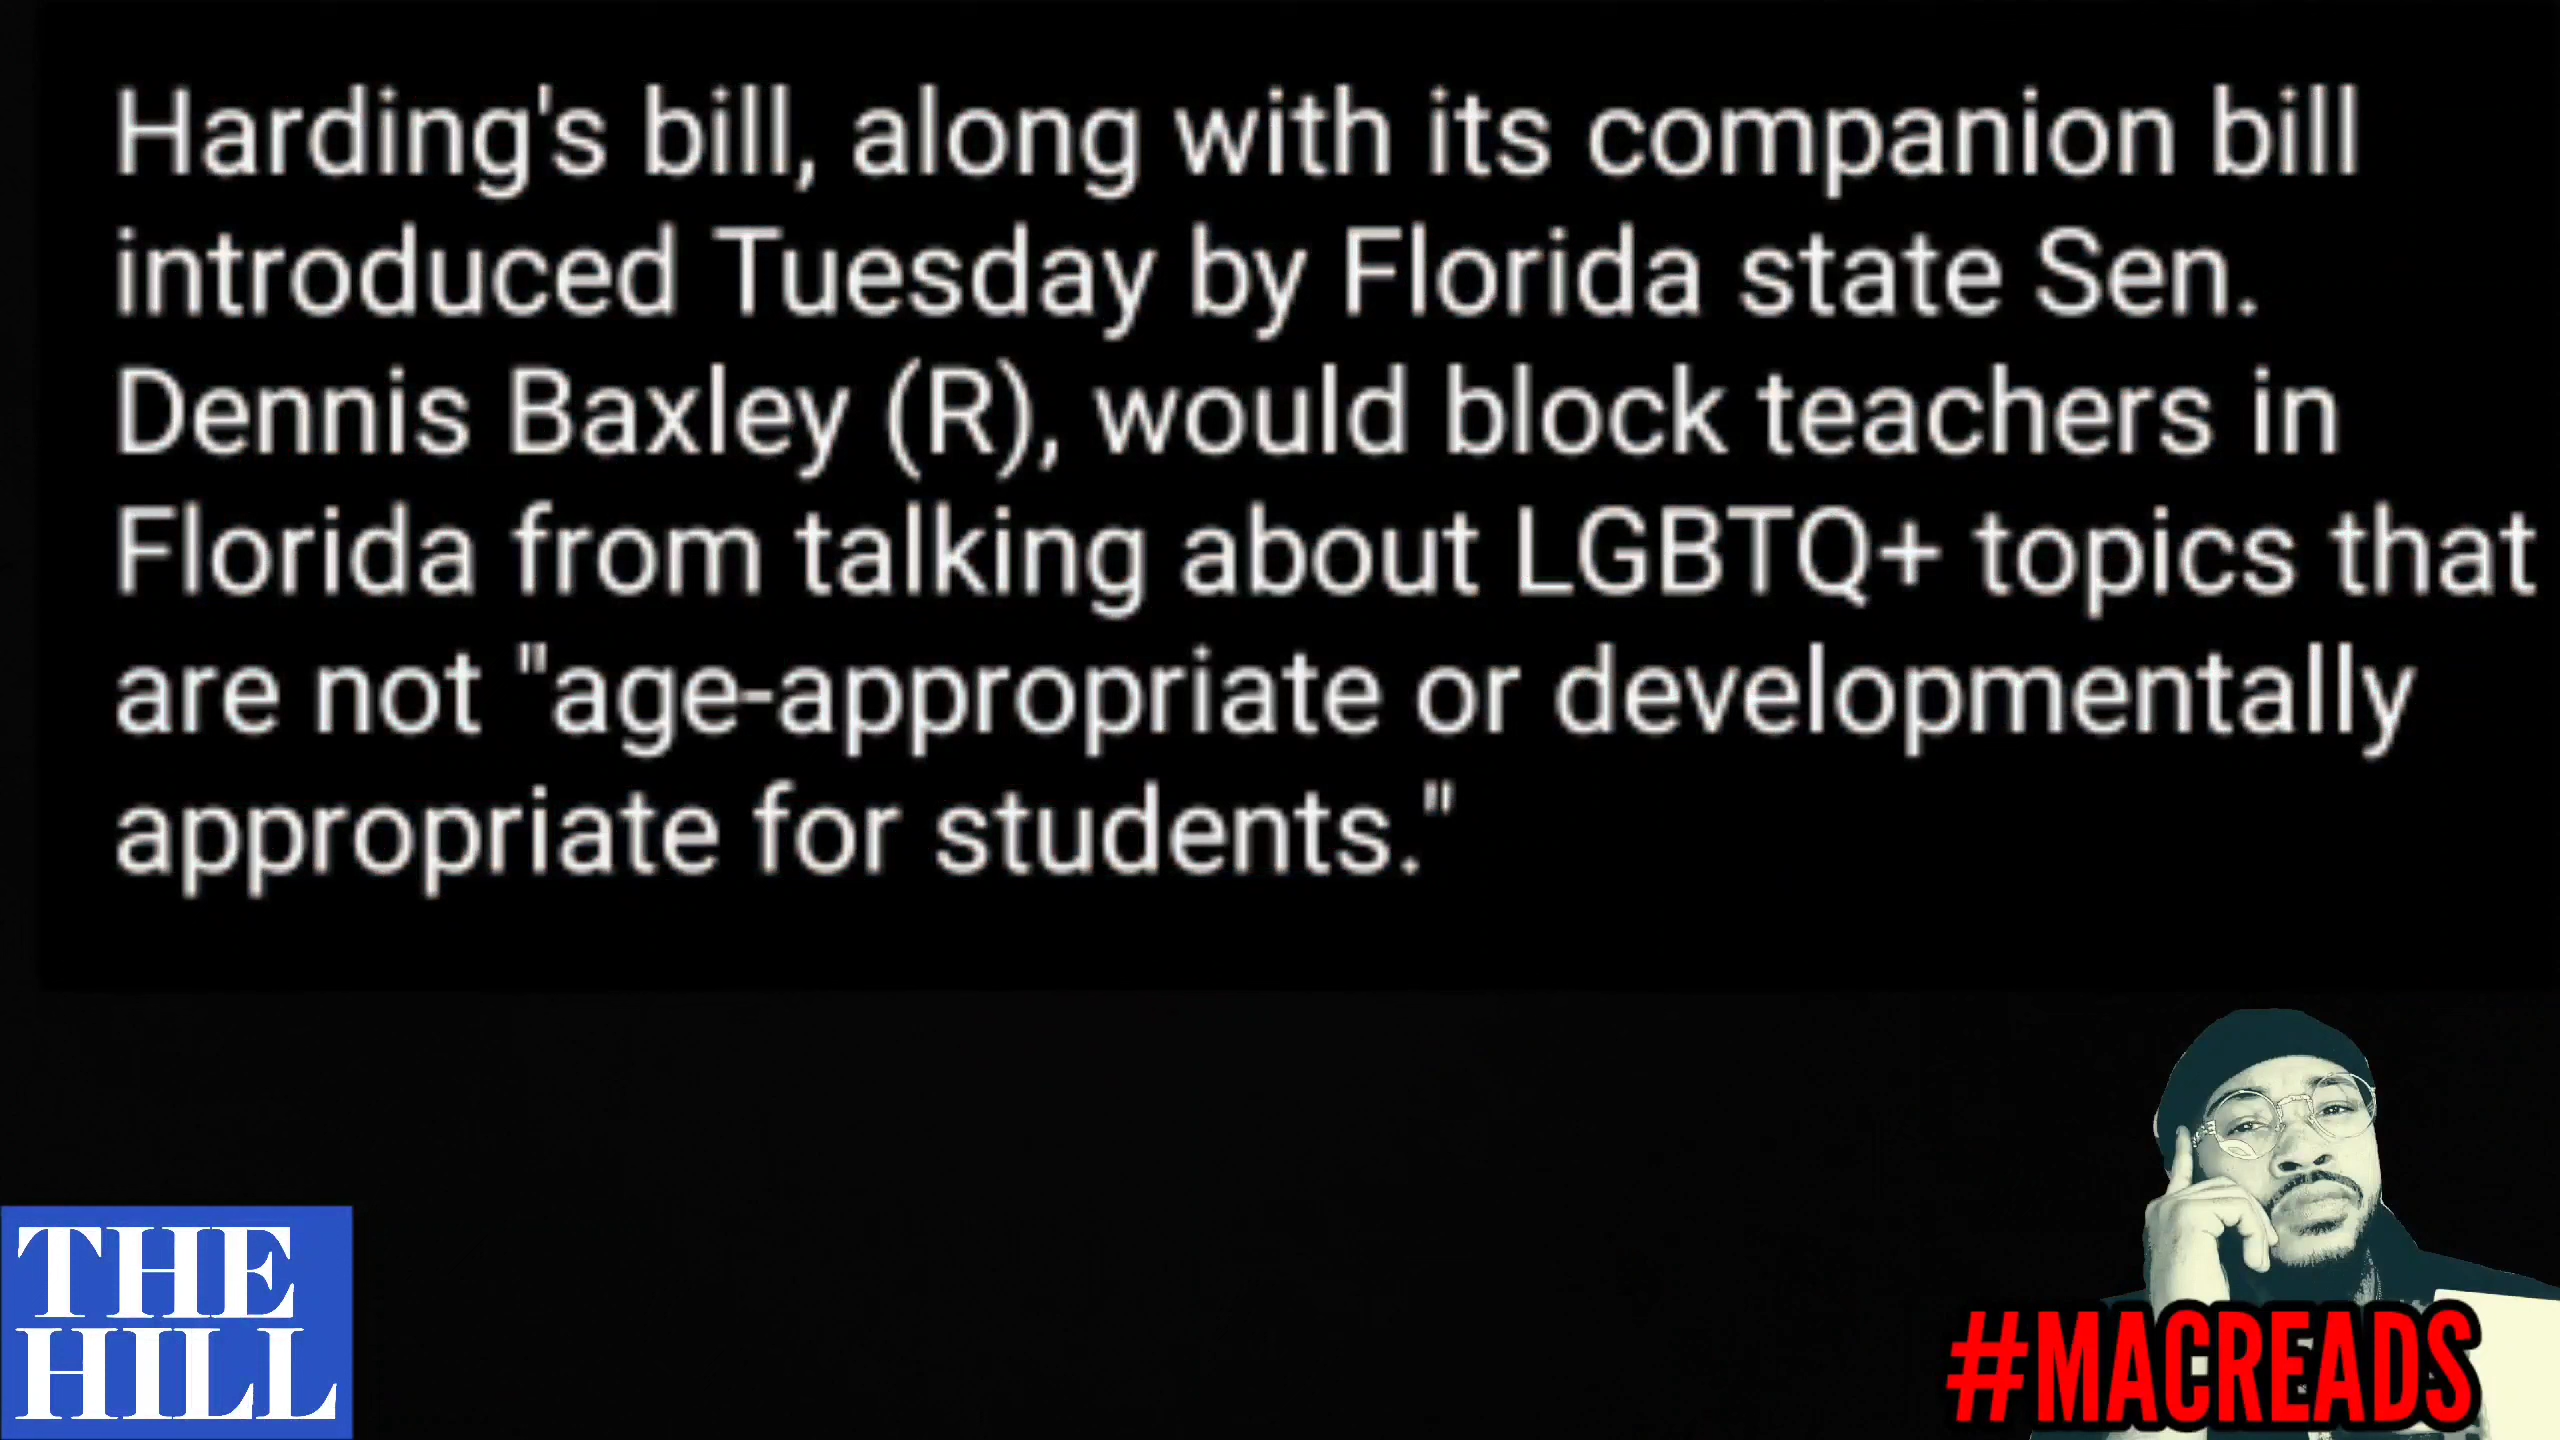 Harding's bill, along with its companion bill
introduced Tuesday by Florida state Sen.
Dennis Baxley (R), would block teachers in
Florida from talking about LGBTQ+ topics that
are not "age-appropriate or developmentally
appropriate for students."
THE
HILL
#MACREADS